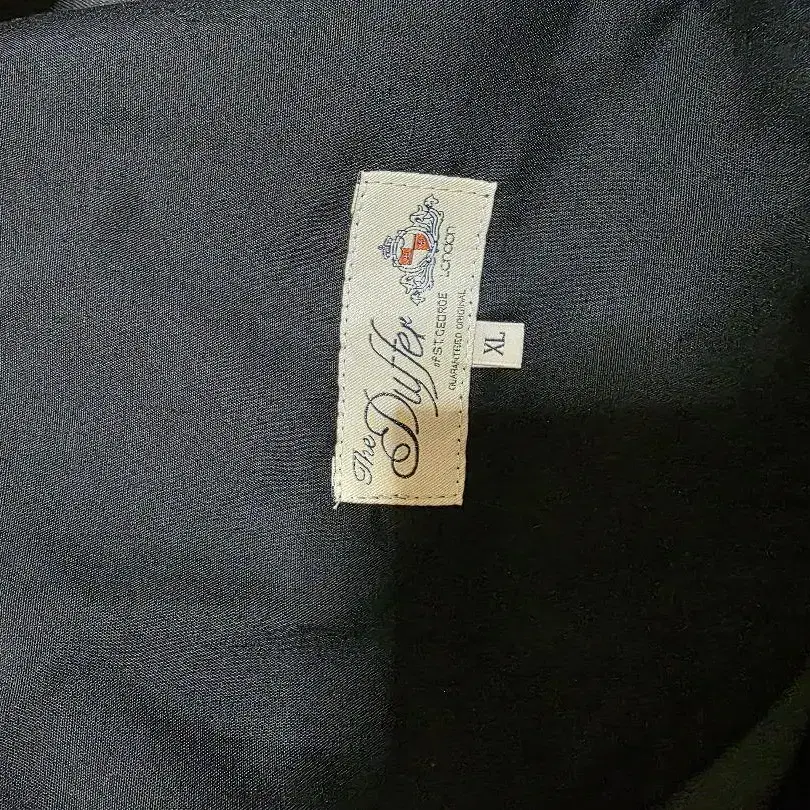 The Duffer
of ST. GEORGE
GUARANTEED ORIGINAL
LONDON
XL